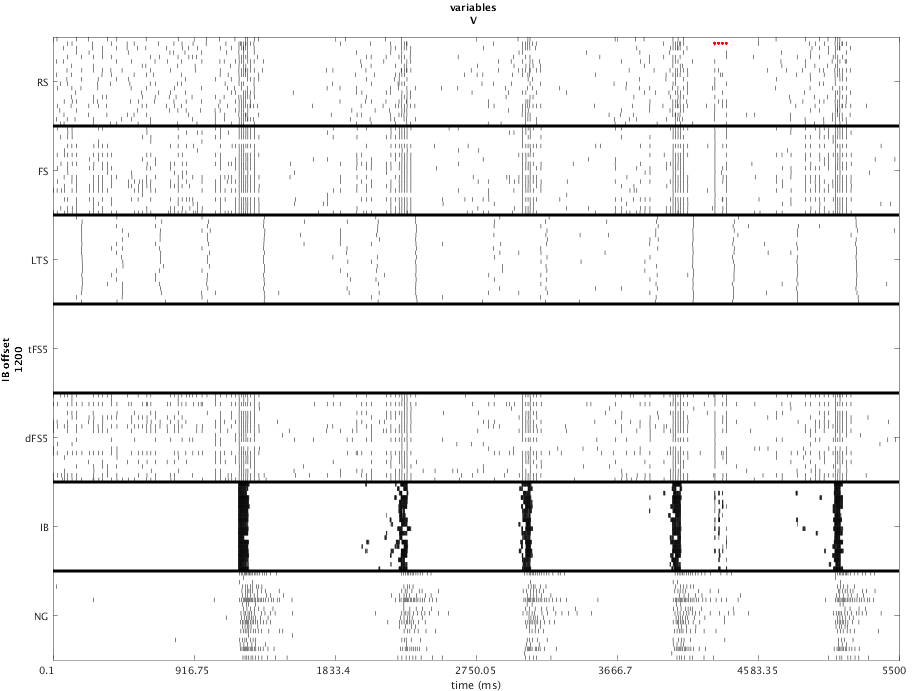 variables
V
RS
FS
LTS
tFS5
dFS5
IB
NG
IB offset
1200
0.1
916.75
1833.4
2750.05
3666.7
4583.35
5500
time (ms)